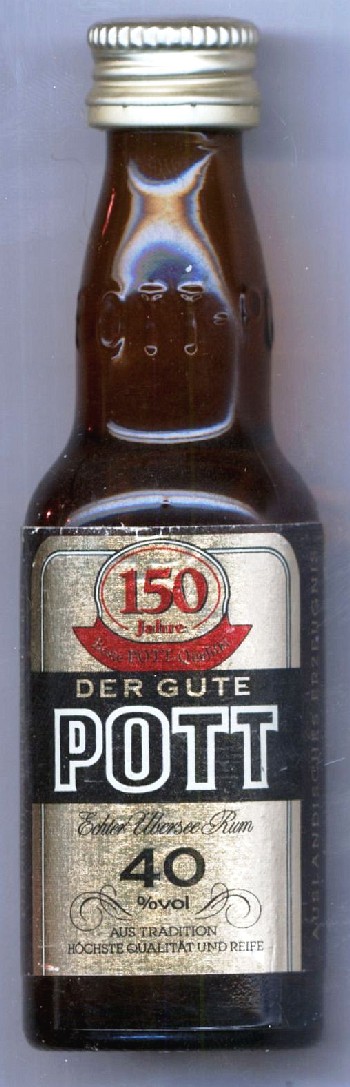 150
Jahre
DER GUTE
POTT
Echter Übersee Rum
40
%vol
AUS TRADITION
HÖCHSTE QUALITÄT UND REIFE
AUSLÄNDISCHES ERZEUGNIS